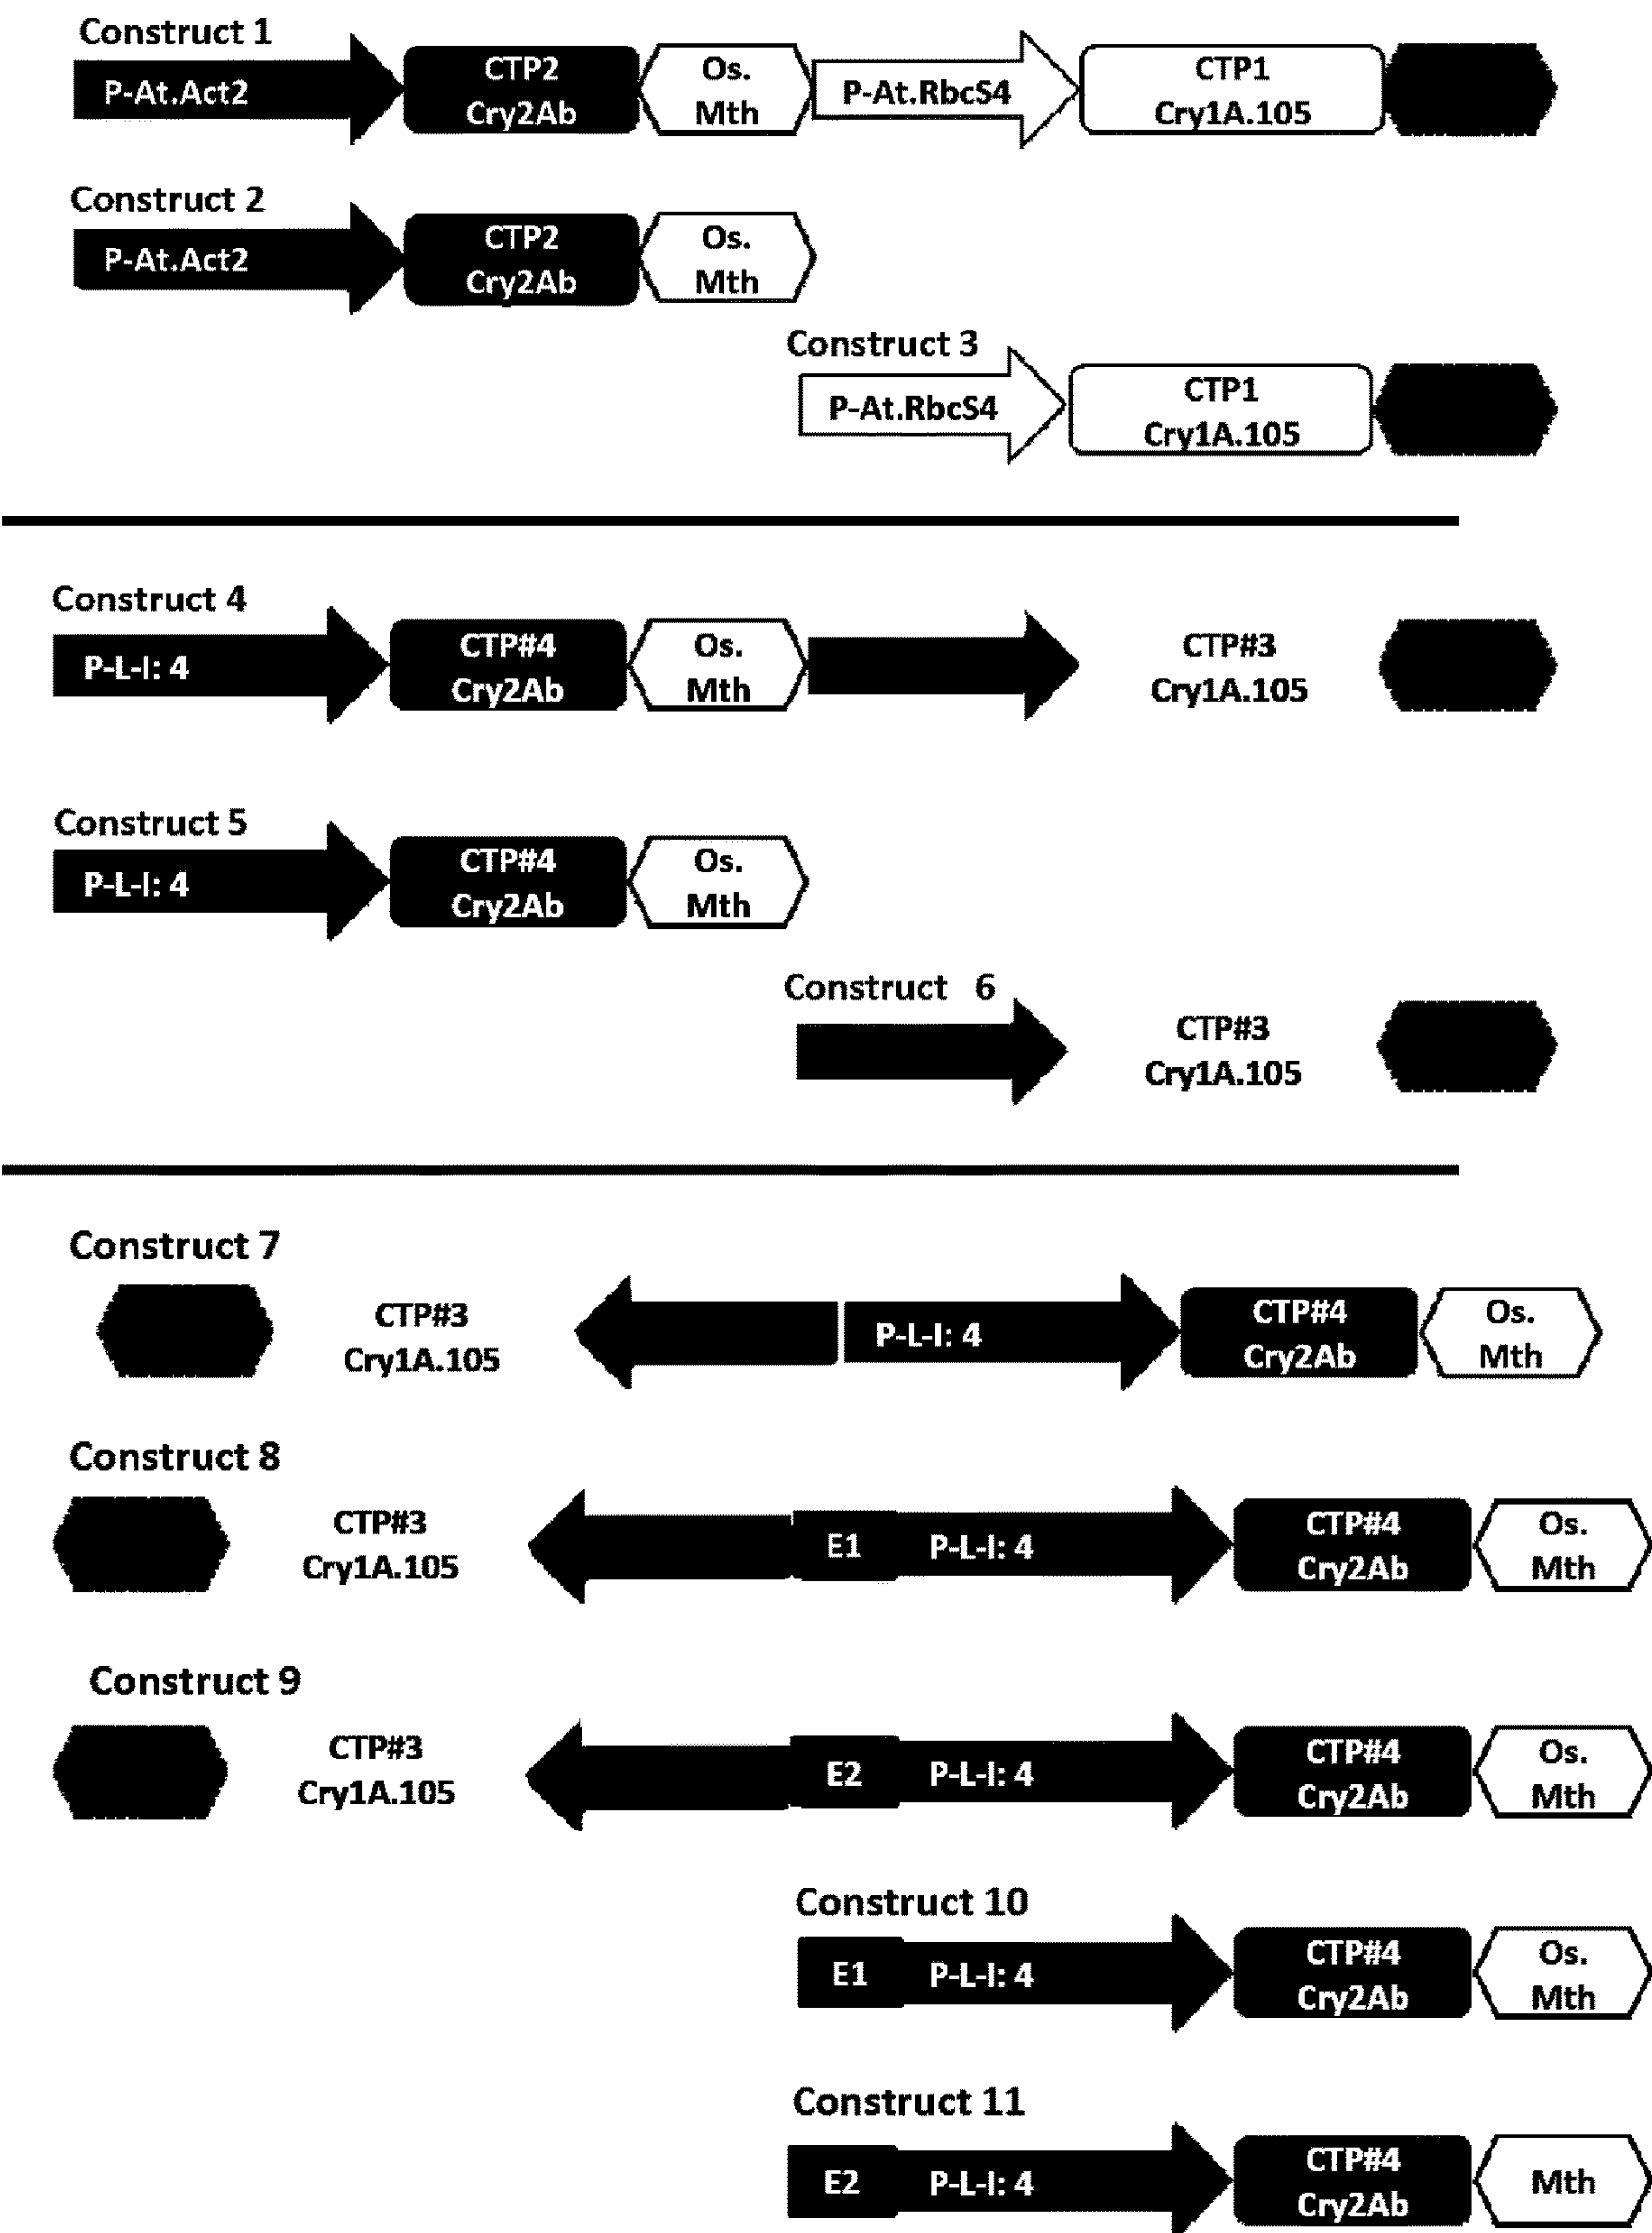 Construct 1
P-At.Act2
CTP2
Cry2Ab
Os.
Mth
P-At.RbcS4
CTP1
Cry1A.105
Construct 2
P-At.Act2
CTP2
Cry2Ab
Os.
Mth
Construct 3
P-At.RbcS4
CTP1
Cry1A.105
Construct 4
P-L-I: 4
CTP#4
Cry2Ab
Os.
Mth
CTP#3
Cry1A.105
Construct 5
P-L-I: 4
CTP#4
Cry2Ab
Os.
Mth
Construct 6
CTP#3
Cry1A.105
Construct 7
CTP#3
Cry1A.105
P-L-I: 4
CTP#4
Cry2Ab
Os.
Mth
Construct 8
CTP#3
Cry1A.105
E1
P-L-I: 4
CTP#4
Cry2Ab
Os.
Mth
Construct 9
CTP#3
Cry1A.105
E2
P-L-I: 4
CTP#4
Cry2Ab
Os.
Mth
Construct 10
E1
P-L-I: 4
CTP#4
Cry2Ab
Os.
Mth
Construct 11
E2
P-L-I: 4
CTP#4
Cry2Ab
Mth